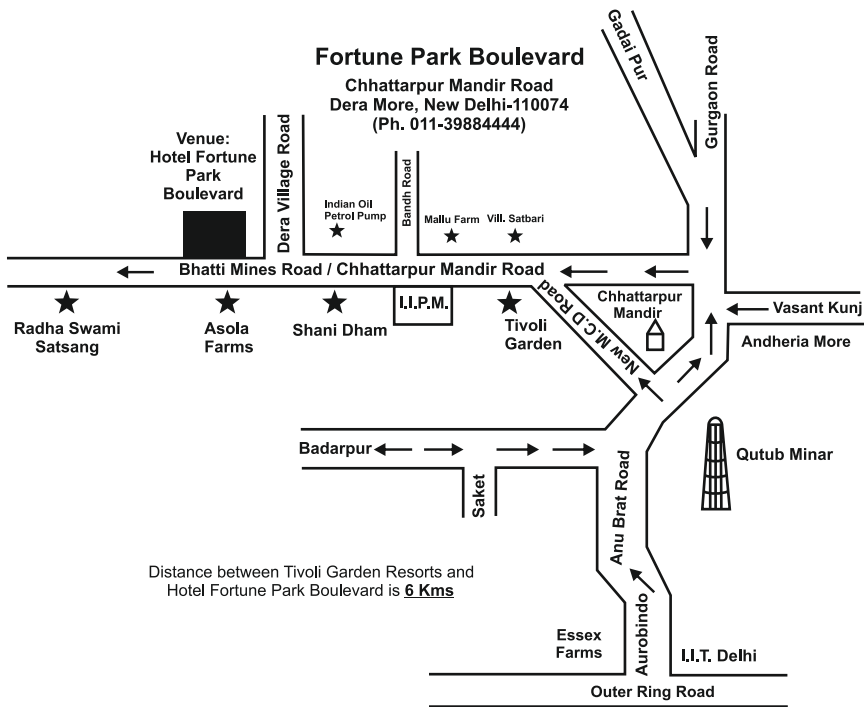 Fortune Park Boulevard
Chhattarpur Mandir Road
Dera More, New Delhi-110074
(Ph. 011-39884444)
Gadai Pur
Gurgaon Road
Venue:
Hotel Fortune
Park
Boulevard
Dera Village Road
Indian Oil
Petrol Pump
Bandh Road
Mallu Farm
Vill. Satbari
Bhatti Mines Road / Chhattarpur Mandir Road
Radha Swami
Satsang
Asola
Farms
Shani Dham
I.I.P.M.
Tivoli
Garden
New M.C.D Road
Chhattarpur
Mandir
Vasant Kunj
Andheria More
Badarpur
Saket
Anu Brat Road
Qutub Minar
Distance between Tivoli Garden Resorts and
Hotel Fortune Park Boulevard is 6 Kms
Essex
Farms
Aurobindo
I.I.T. Delhi
Outer Ring Road